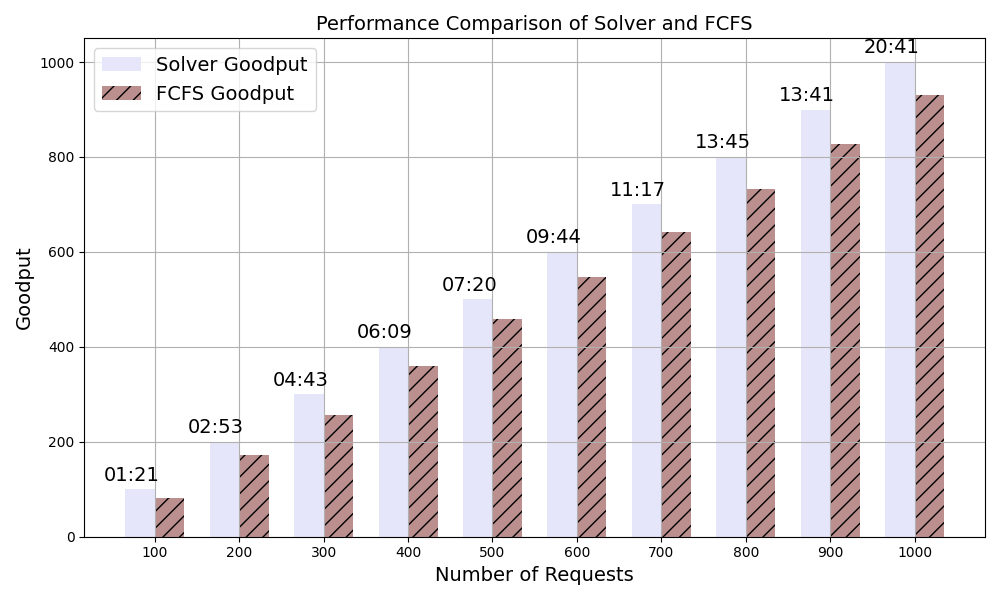 Performance Comparison of Solver and FCFS
Solver Goodput
FCFS Goodput
20:41
13:41
13:45
11:17
09:44
07:20
06:09
04:43
02:53
01:21
1000
800
600
400
200
0
Goodput
100 200 300 400 500 600 700 800 900 1000
Number of Requests